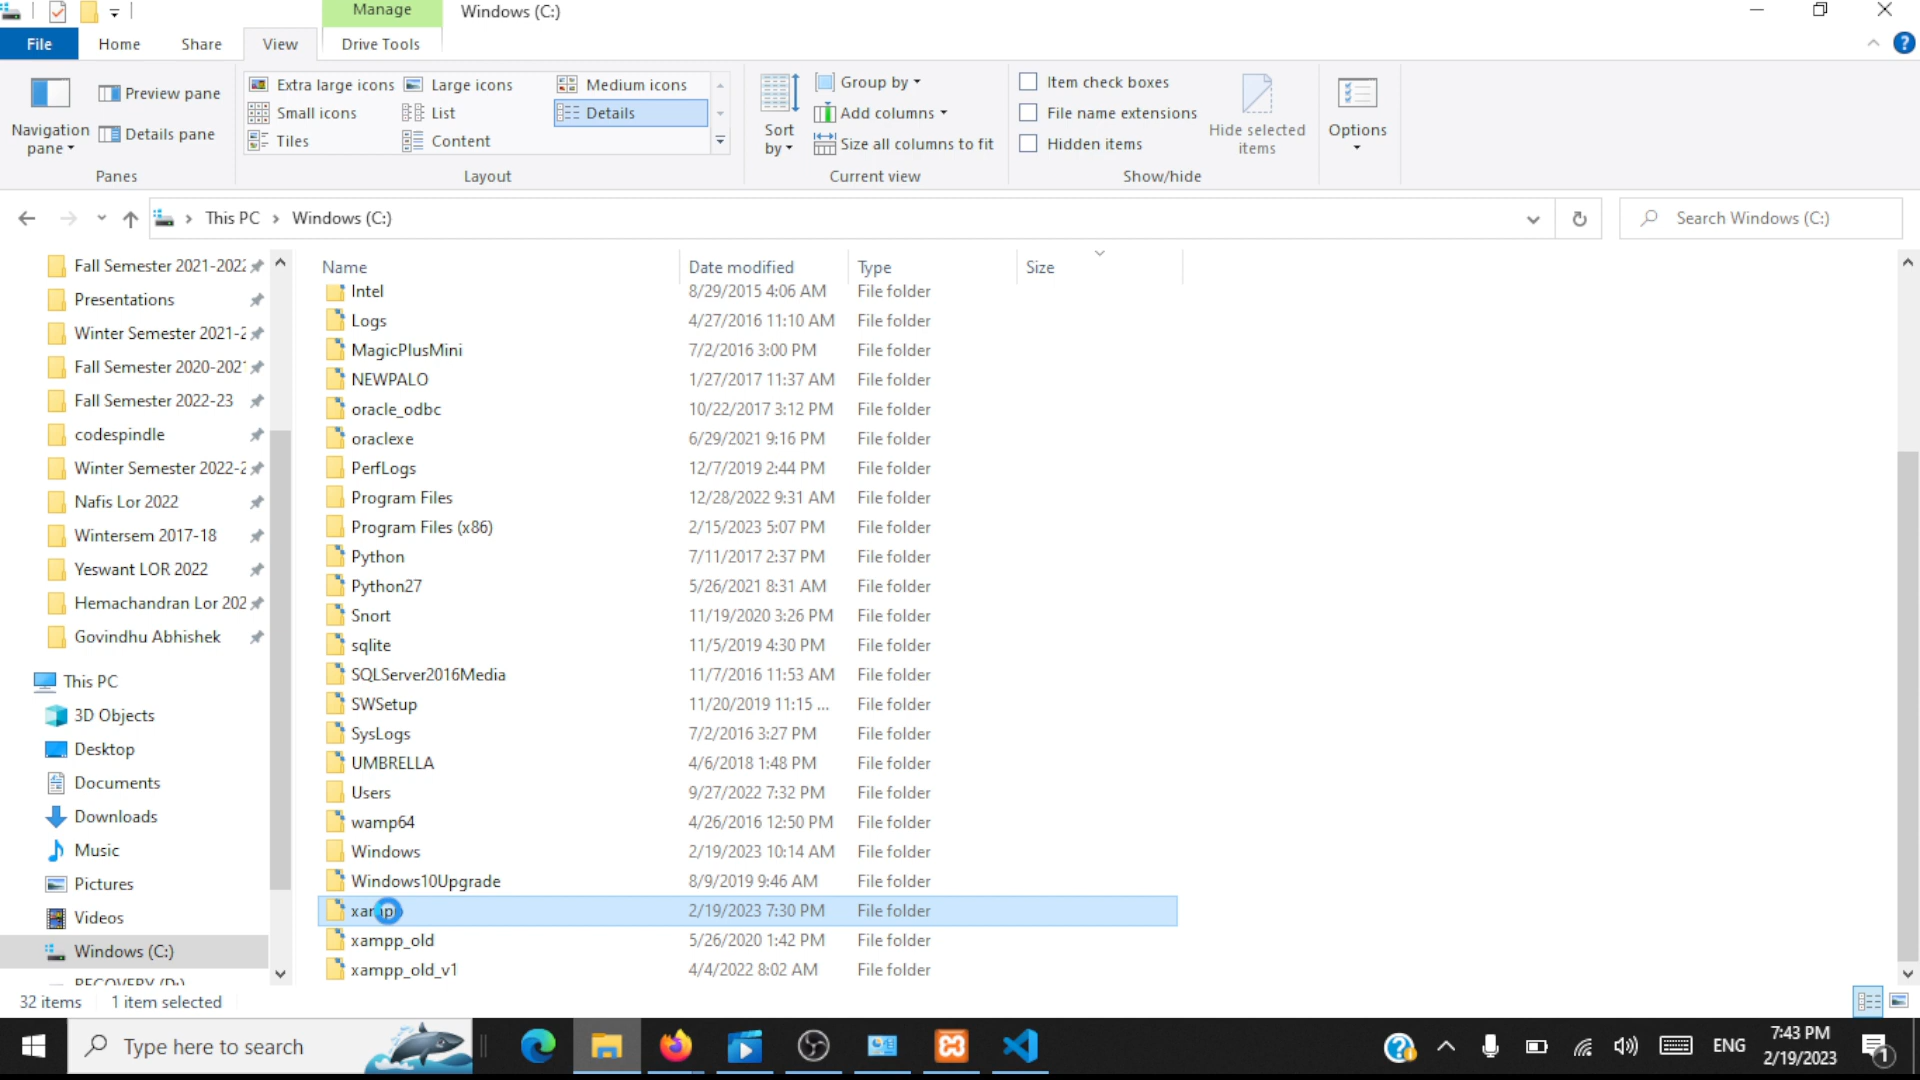 Manage
Windows (C:)
File
Home
Share
View
Drive Tools
Navigation
pane
Preview pane
Details pane
Panes
Extra large icons
Large icons
Medium icons
Small icons
List
Details
Tiles
Content
Layout
Sort
by
Group by
Add columns
Size all columns to fit
Current view
Item check boxes
File name extensions
Hidden items
Hide selected
items
Show/hide
Options
This PC > Windows (C:)
Search Windows (C:)
Fall Semester 2021-2022
Presentations
Winter Semester 2021-2
Fall Semester 2020-202
Fall Semester 2022-23
codespindle
Winter Semester 2022-2
Nafis Lor 2022
Wintersem 2017-18
Yeswant LOR 2022
Hemachandran Lor 202
Govindhu Abhishek
This PC
3D Objects
Desktop
Documents
Downloads
Music
Pictures
Videos
Windows (C:)
RECOVERY (D:)
Name Date modified Type Size
Intel 8/29/2015 4:06 AM File folder
Logs 4/27/2016 11:10 AM File folder
MagicPlusMini 7/2/2016 3:00 PM File folder
NEWPALO 1/27/2017 11:37 AM File folder
oracle_odbc 10/22/2017 3:12 PM File folder
oraclexe 6/29/2021 9:16 PM File folder
PerfLogs 12/7/2019 2:44 PM File folder
Program Files 12/28/2022 9:31 AM File folder
Program Files (x86) 2/15/2023 5:07 PM File folder
Python 7/11/2017 2:37 PM File folder
Python27 5/26/2021 8:31 AM File folder
Snort 11/19/2020 3:26 PM File folder
sqlite 11/5/2019 4:30 PM File folder
SQLServer2016Media 11/7/2016 11:53 AM File folder
SWSetup 11/20/2019 11:15 ... File folder
SysLogs 7/2/2016 3:27 PM File folder
UMBRELLA 4/6/2018 1:48 PM File folder
Users 9/27/2022 7:32 PM File folder
wamp64 4/26/2016 12:50 PM File folder
Windows 2/19/2023 10:14 AM File folder
Windows10Upgrade 8/9/2019 9:46 AM File folder
xampp 2/19/2023 7:30 PM File folder
xampp_old 5/26/2020 1:42 PM File folder
xampp_old_v1 4/4/2022 8:02 AM File folder
32 items 1 item selected
Type here to search
ENG
7:43 PM
2/19/2023
1